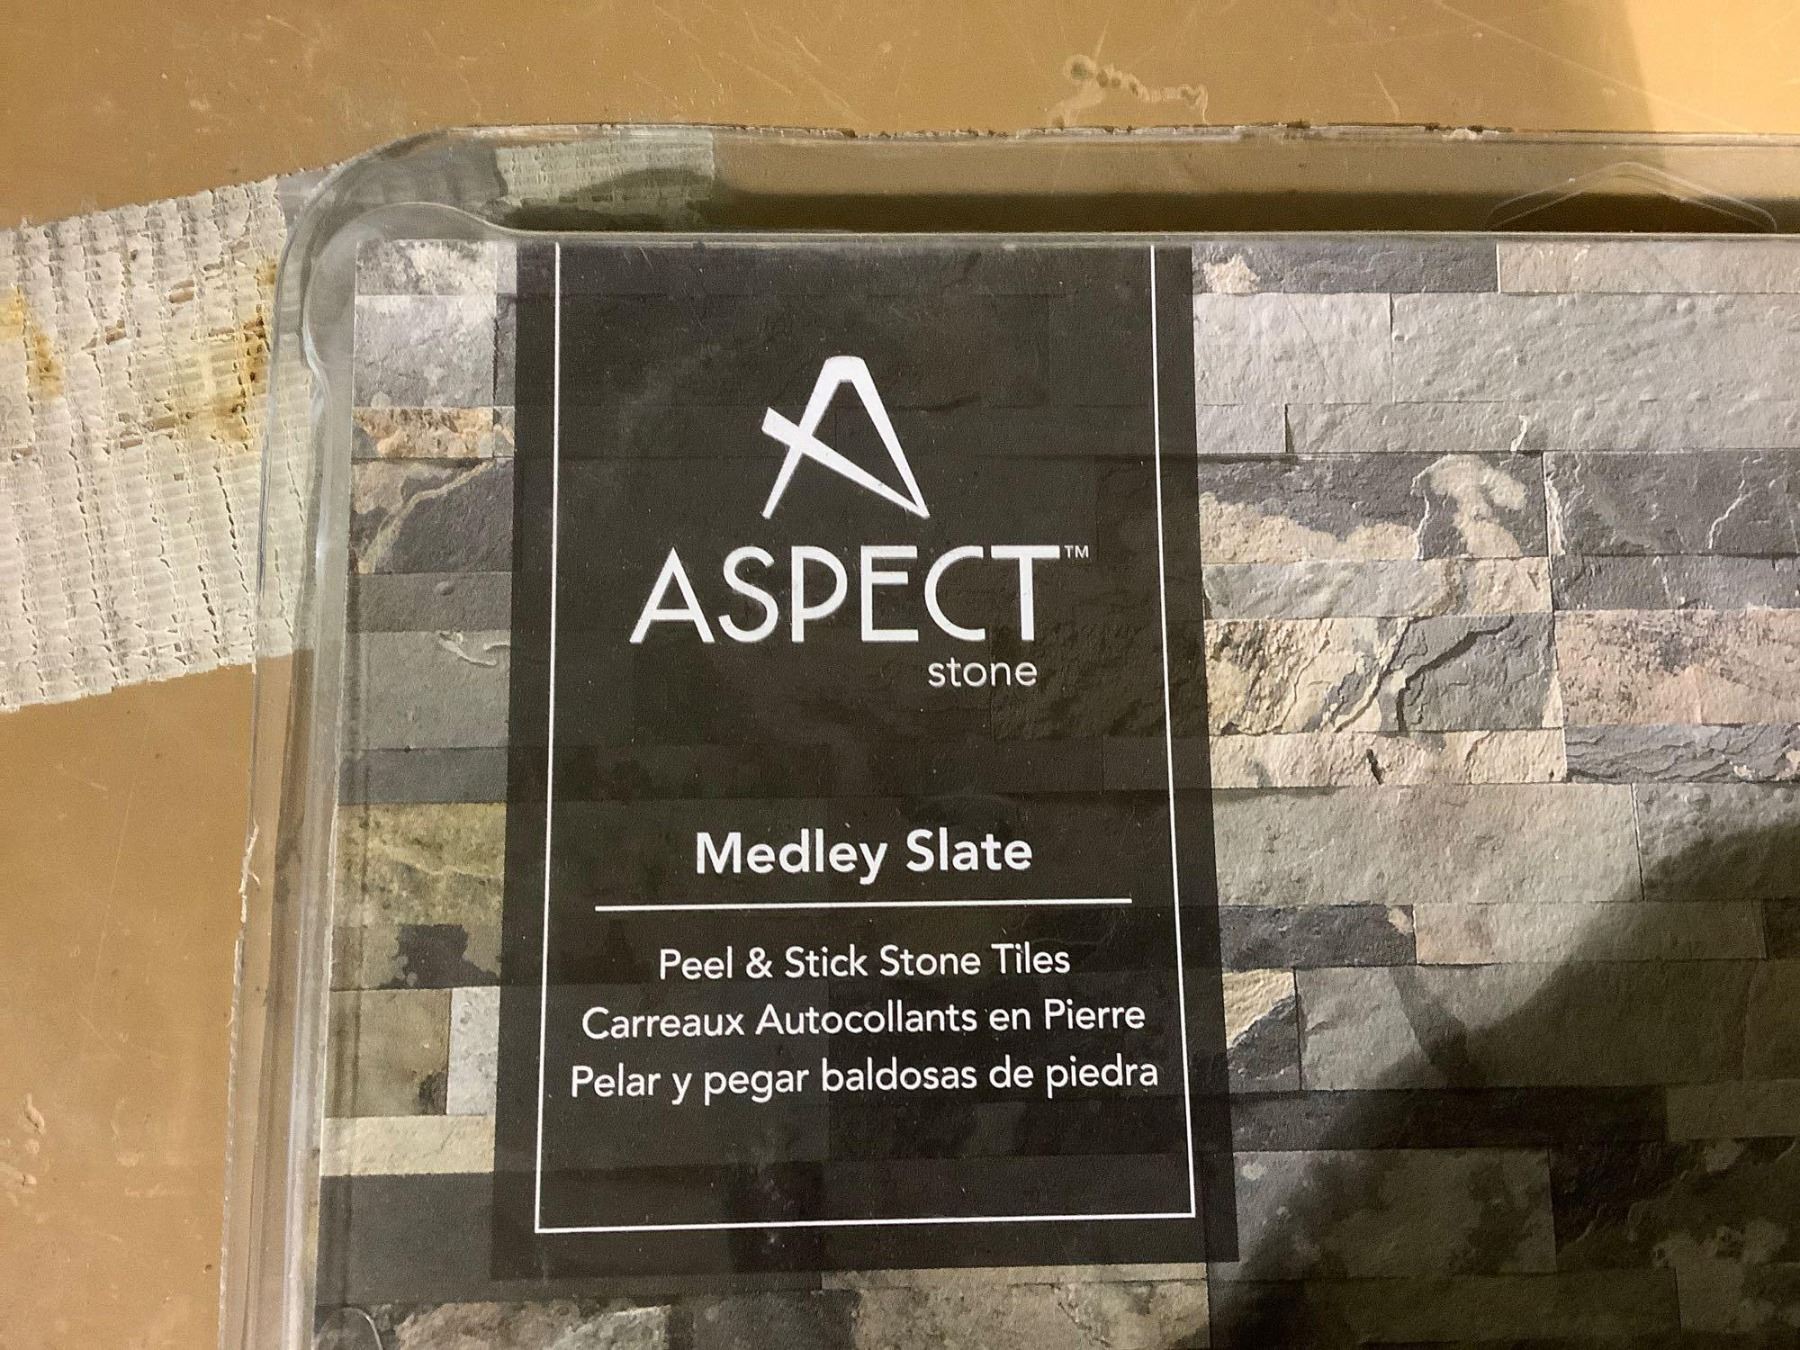 ASPECT™
stone
Medley Slate
Peel & Stick Stone Tiles
Carreaux Autocollants en Pierre
Pelar y pegar baldosas de piedra